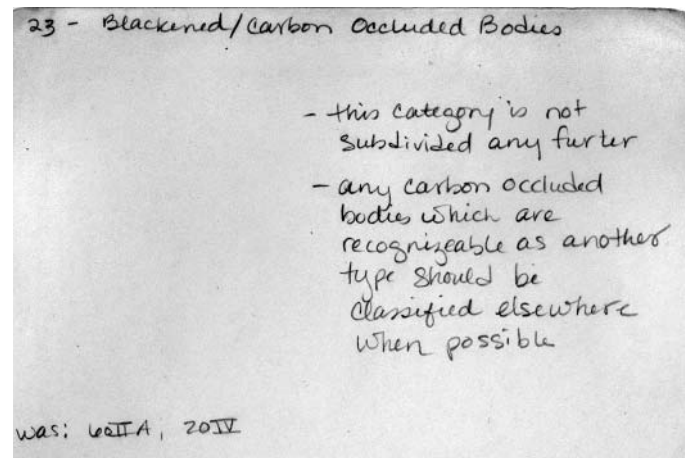 23 - Blackened/Carbon Occluded Bodies
- this category is not
subdivided any furter
- any carbon occluded
bodies which are
recognizeable as another
type should be
classified elsewhere
when possible
was: 60IIA, 20IV